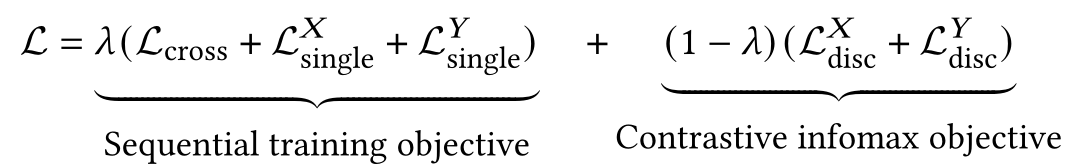 ℒ = λ(ℒ_cross + ℒ^X_single + ℒ^Y_single) + (1 − λ)(ℒ^X_disc + ℒ^Y_disc)
Sequential training objective Contrastive infomax objective